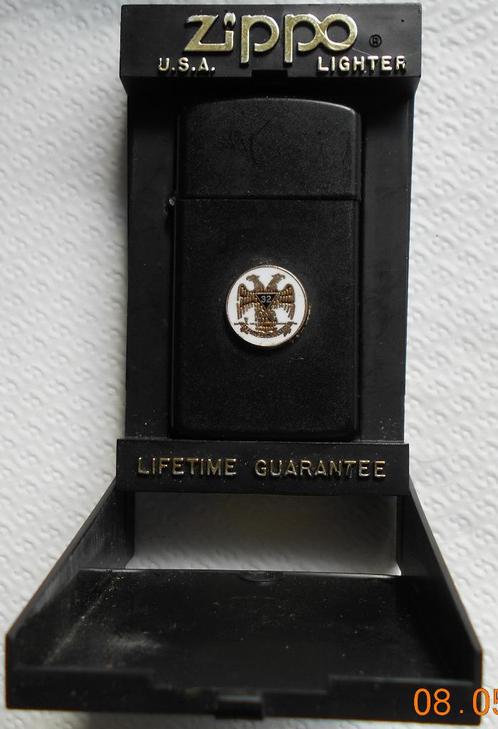 Zippo ®
U.S.A. LIGHTER
32
LIFETIME GUARANTEE
08.05